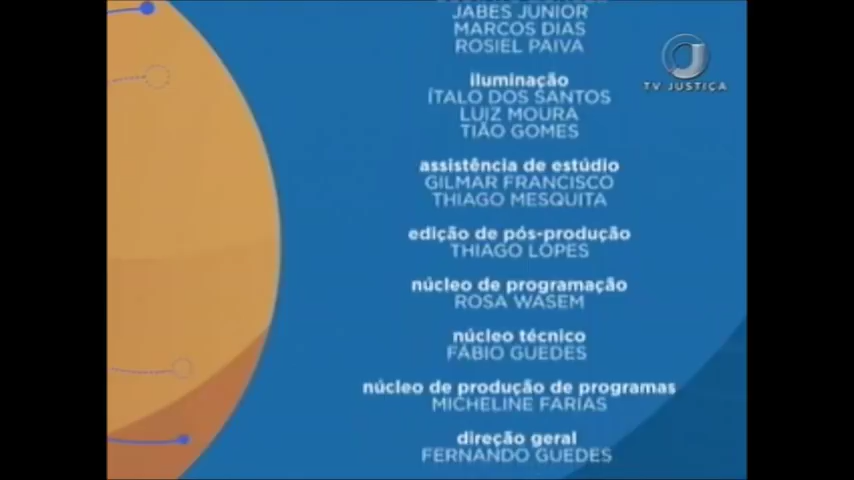 JABES JUNIOR
MARCOS DIAS
ROSIEL PAIVA
iluminação
ÍTALO DOS SANTOS
LUIZ MOURA
TIÃO GOMES
assistência de estúdio
GILMAR FRANCISCO
THIAGO MESQUITA
edição de pós-produção
THIAGO LOPES
núcleo de programação
ROSA WASEM
núcleo técnico
FÁBIO GUEDES
núcleo de produção de programas
MICHELINE FARIAS
direção geral
FERNANDO GUEDES
TV JUSTIÇA